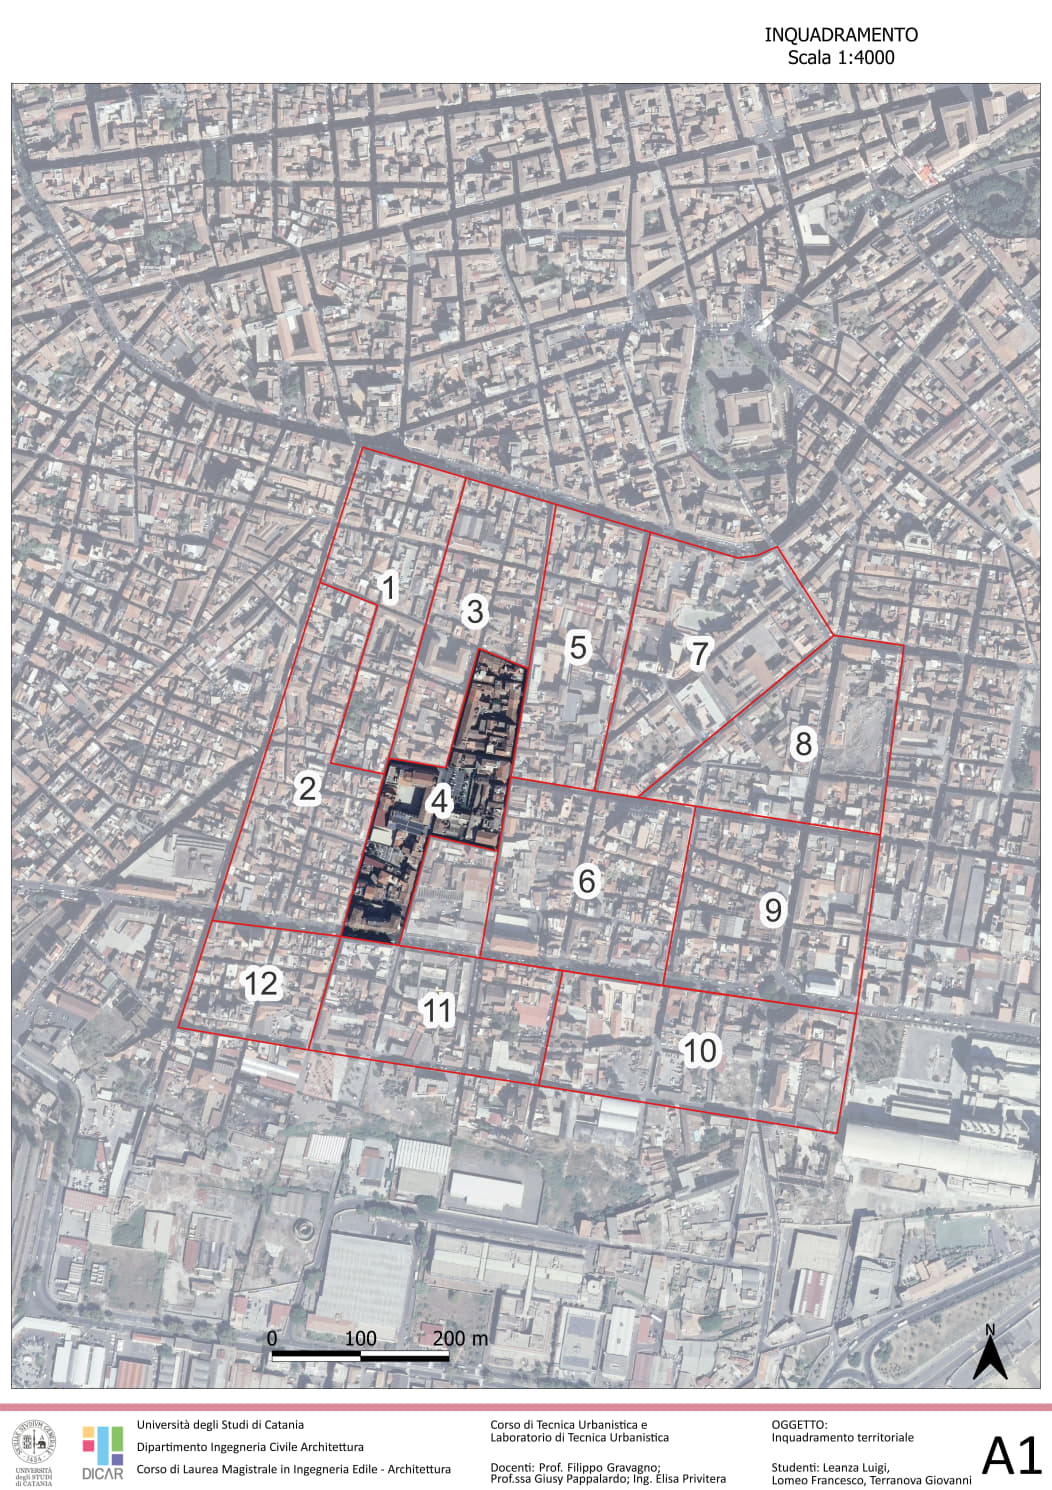 INQUADRAMENTO
Scala 1:4000
1
3
5
7
8
2
4
6
9
12
11
10
0 100 200 m
N
Università degli Studi di Catania
Dipartimento Ingegneria Civile Architettura
Corso di Laurea Magistrale in Ingegneria Edile - Architettura
Corso di Tecnica Urbanistica e
Laboratorio di Tecnica Urbanistica
Docenti: Prof. Filippo Gravagno;
Prof.ssa Giusy Pappalardo; Ing. Elisa Privitera
OGGETTO:
Inquadramento territoriale
Studenti: Leanza Luigi,
Lomeo Francesco, Terranova Giovanni
A1
UNIVERSITÀ
degli STUDI
di CATANIA
DICAR